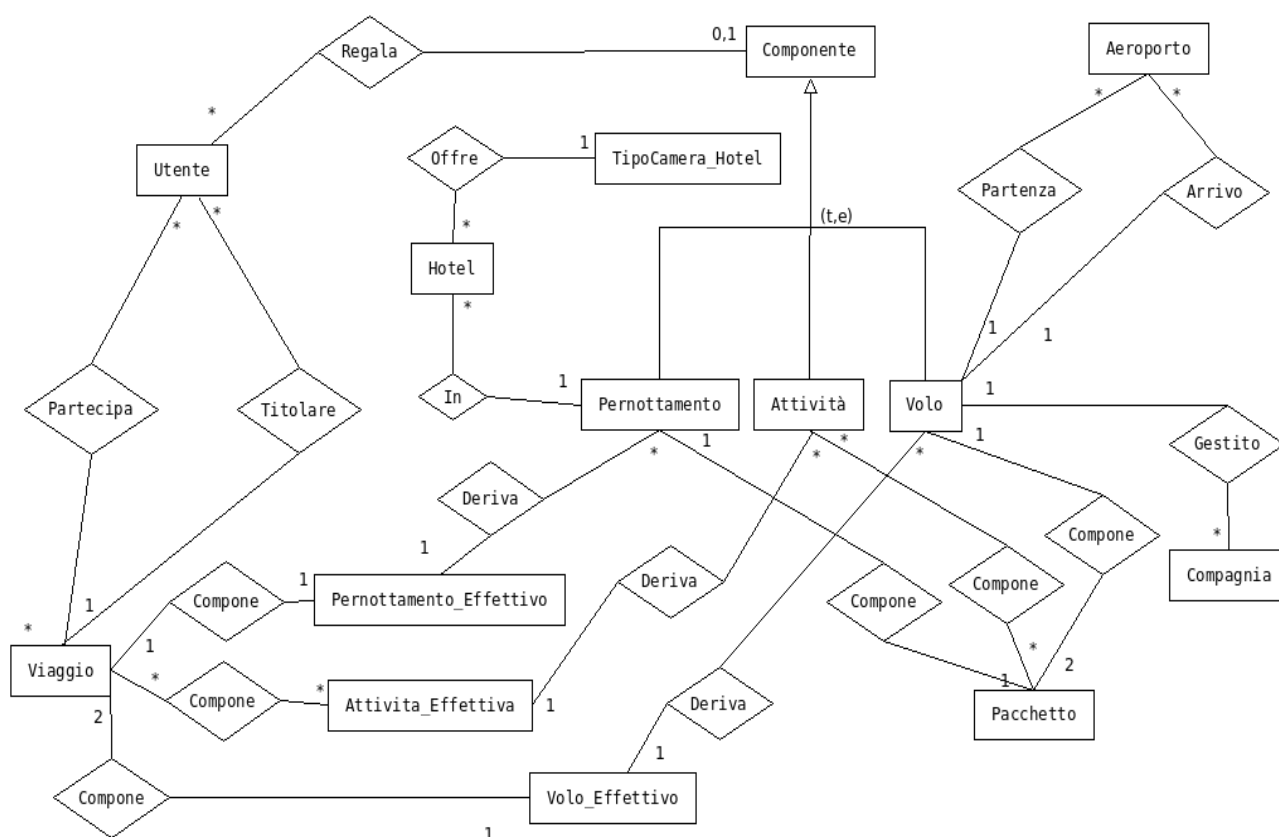 Regala
0,1
Componente
Aeroporto
*
*
*
Offre
1
TipoCamera_Hotel
Utente
Partenza
Arrivo
*
*
*
(t,e)
Hotel
*
1
1
Partecipa
Titolare
In
1
Pernottamento
Attività
Volo
1
*
1
*
*
*
1
Gestito
Deriva
*
Compone
1
Deriva
Compone
Compagnia
1
Compone
Pernottamento_Effettivo
Compone
*
1
1
*
2
Viaggio
*
Compone
*
Attivita_Effettiva
1
1
2
Deriva
Pacchetto
1
Compone
Volo_Effettivo
1